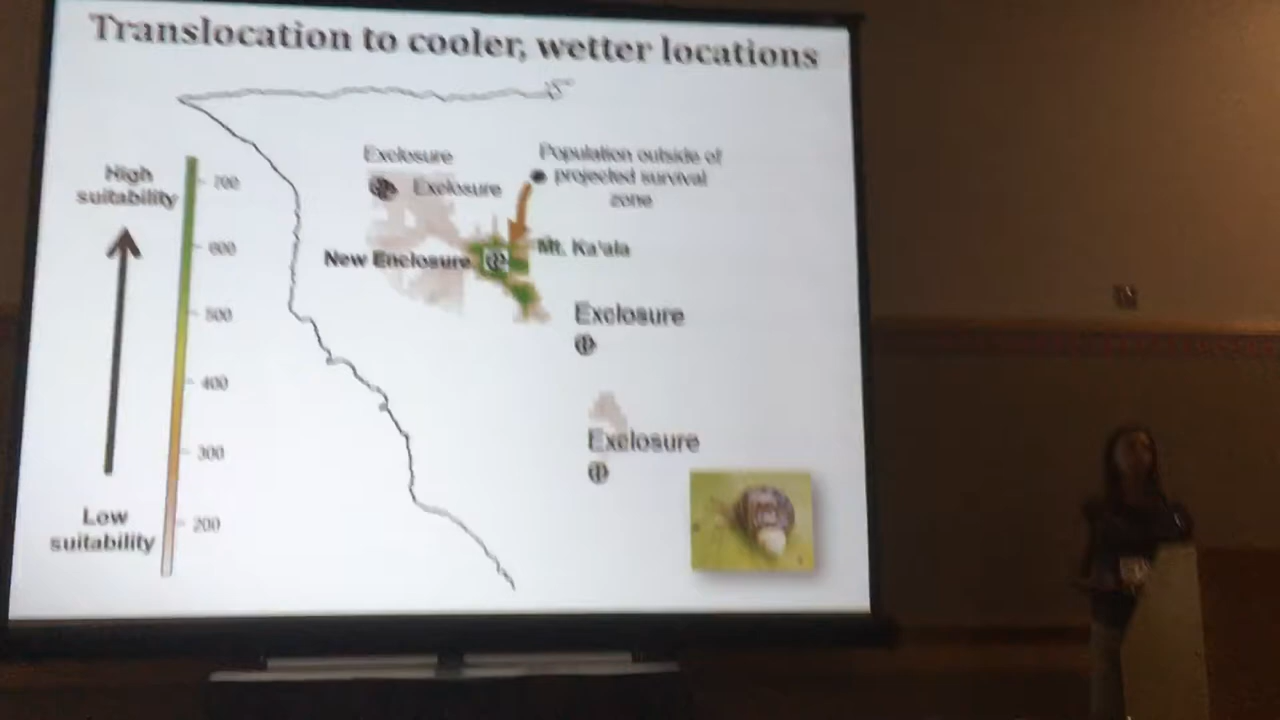 Translocation to cooler, wetter locations
High
suitability
700
600
500
400
300
200
Low
suitability
Exclosure
Exclosure
Population outside of
projected survival
zone
New Enclosure
Mt. Ka'ala
Exclosure
Exclosure